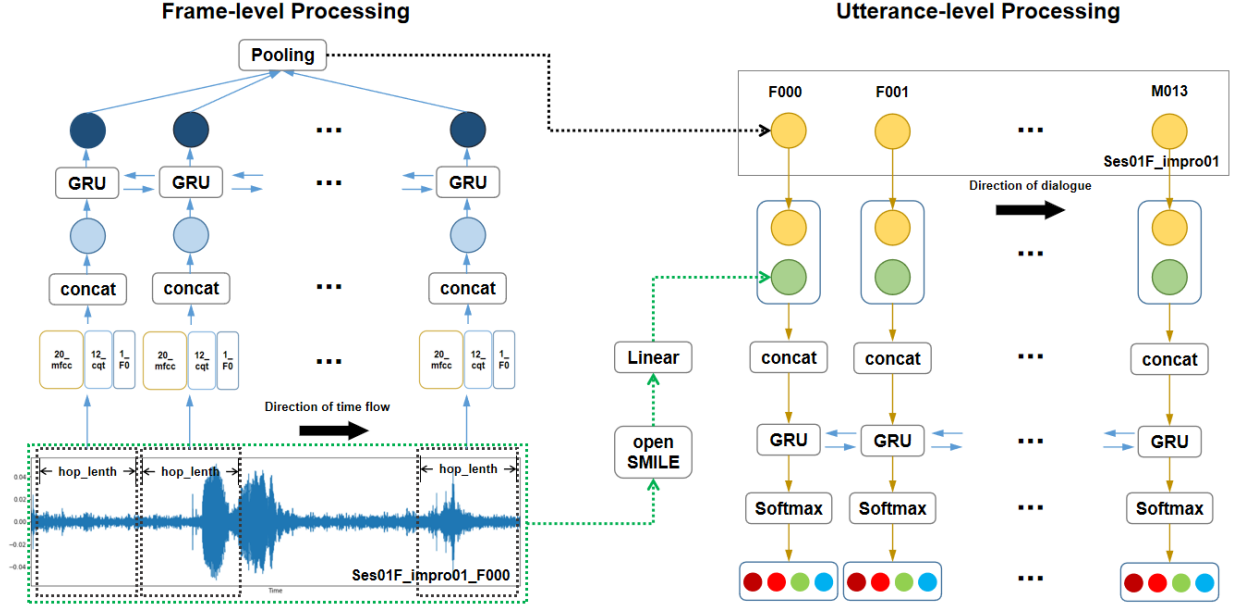 Frame-level Processing
Utterance-level Processing
Pooling
F000
F001
M013
...
...
Ses01F_impro01
GRU
GRU
...
GRU
Direction of dialogue
...
concat
concat
...
concat
20_
mfcc
12_
cqt
1_
F0
20_
mfcc
12_
cqt
1_
F0
...
20_
mfcc
12_
cqt
1_
F0
Linear
concat
concat
...
concat
Direction of time flow
open
SMILE
GRU
GRU
...
GRU
hop_lenth
hop_lenth
hop_lenth
0.04
0.02
0.00
−0.02
−0.04
Softmax
Softmax
...
Softmax
Ses01F_impro01_F000
Time
...